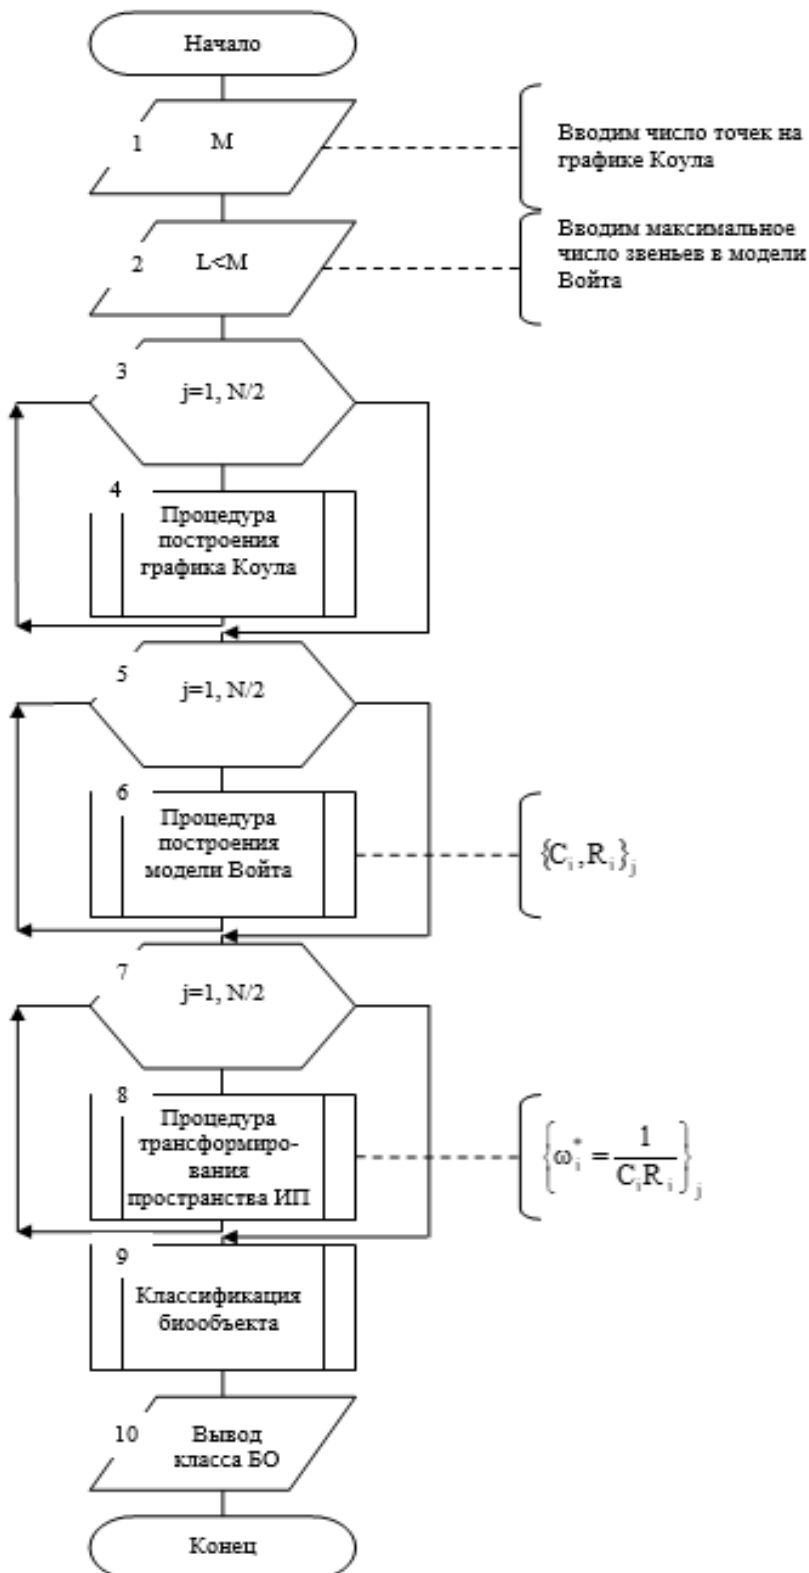 Начало
1
M
Вводим число точек на
графике Коула
2
L<M
Вводим максимальное
число звеньев в модели
Войта
3
j=1, N/2
4
Процедура
построения
графика Коула
5
j=1, N/2
6
Процедура
построения
модели Войта
{C_i, R_i}_j
7
j=1, N/2
8
Процедура
трансформиро-
вания
пространства ИП
{ω_i^* = 1/(C_i R_i)}_j
9
Классификация
биообъекта
10
Вывод
класса БО
Конец